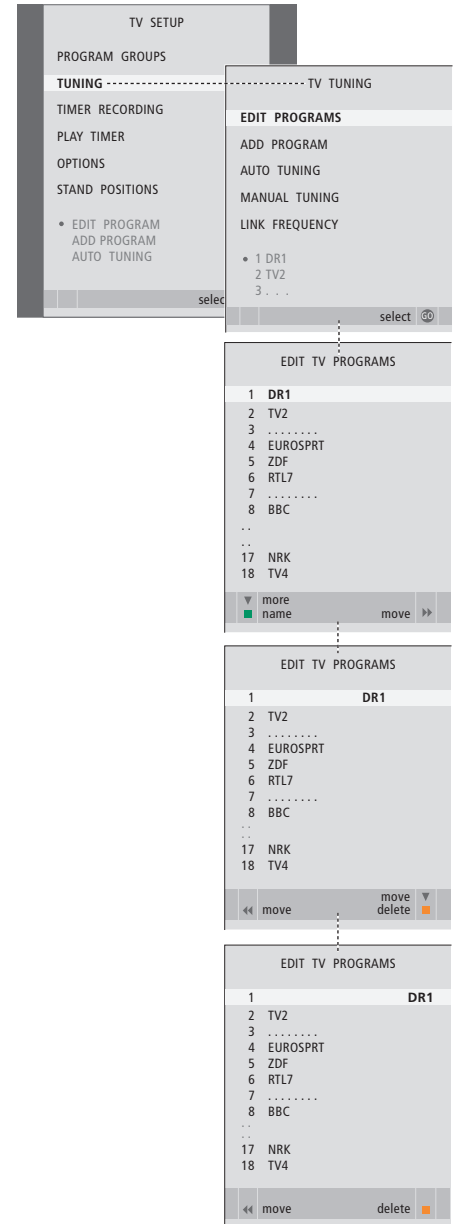 TV SETUP
PROGRAM GROUPS
TUNING
TIMER RECORDING
PLAY TIMER
OPTIONS
STAND POSITIONS
• EDIT PROGRAM
ADD PROGRAM
AUTO TUNING
selec
TV TUNING
EDIT PROGRAMS
ADD PROGRAM
AUTO TUNING
MANUAL TUNING
LINK FREQUENCY
• 1 DR1
2 TV2
3 . . .
select GO
EDIT TV PROGRAMS
1 DR1
2 TV2
3 ........
4 EUROSPRT
5 ZDF
6 RTL7
7 ........
8 BBC
. .
. .
17 NRK
18 TV4
▼ more
■ name move ▶▶
EDIT TV PROGRAMS
1 DR1
2 TV2
3 ........
4 EUROSPRT
5 ZDF
6 RTL7
7 ........
8 BBC
. .
. .
17 NRK
18 TV4
move ▼
◀◀ move delete ■
EDIT TV PROGRAMS
1 DR1
2 TV2
3 ........
4 EUROSPRT
5 ZDF
6 RTL7
7 ........
8 BBC
. .
. .
17 NRK
18 TV4
◀◀ move delete ■